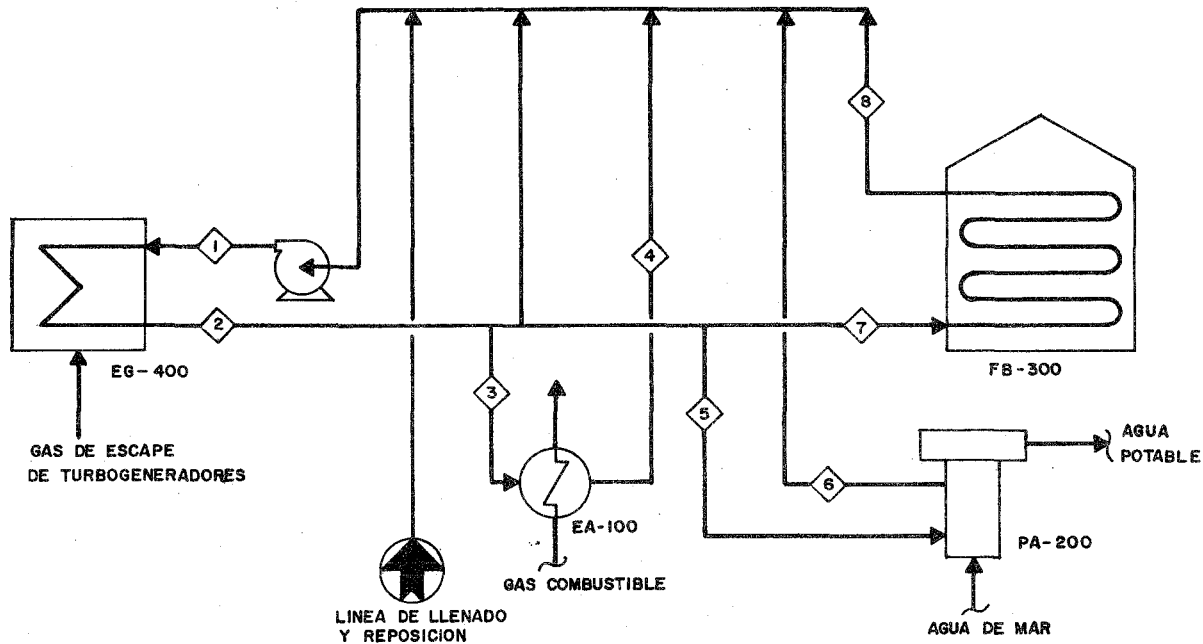 8
1
4
2
7
EG-400
FB-300
3
5
GAS DE ESCAPE
DE TURBOGENERADORES
AGUA
POTABLE
6
EA-100
PA-200
GAS COMBUSTIBLE
LINEA DE LLENADO
Y REPOSICION
AGUA DE MAR